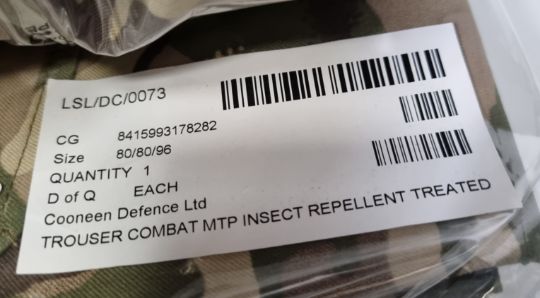 LSL/DC/0073
CG 8415993178282
Size 80/80/96
QUANTITY 1
D of Q EACH
Cooneen Defence Ltd
TROUSER COMBAT MTP INSECT REPELLENT TREATED